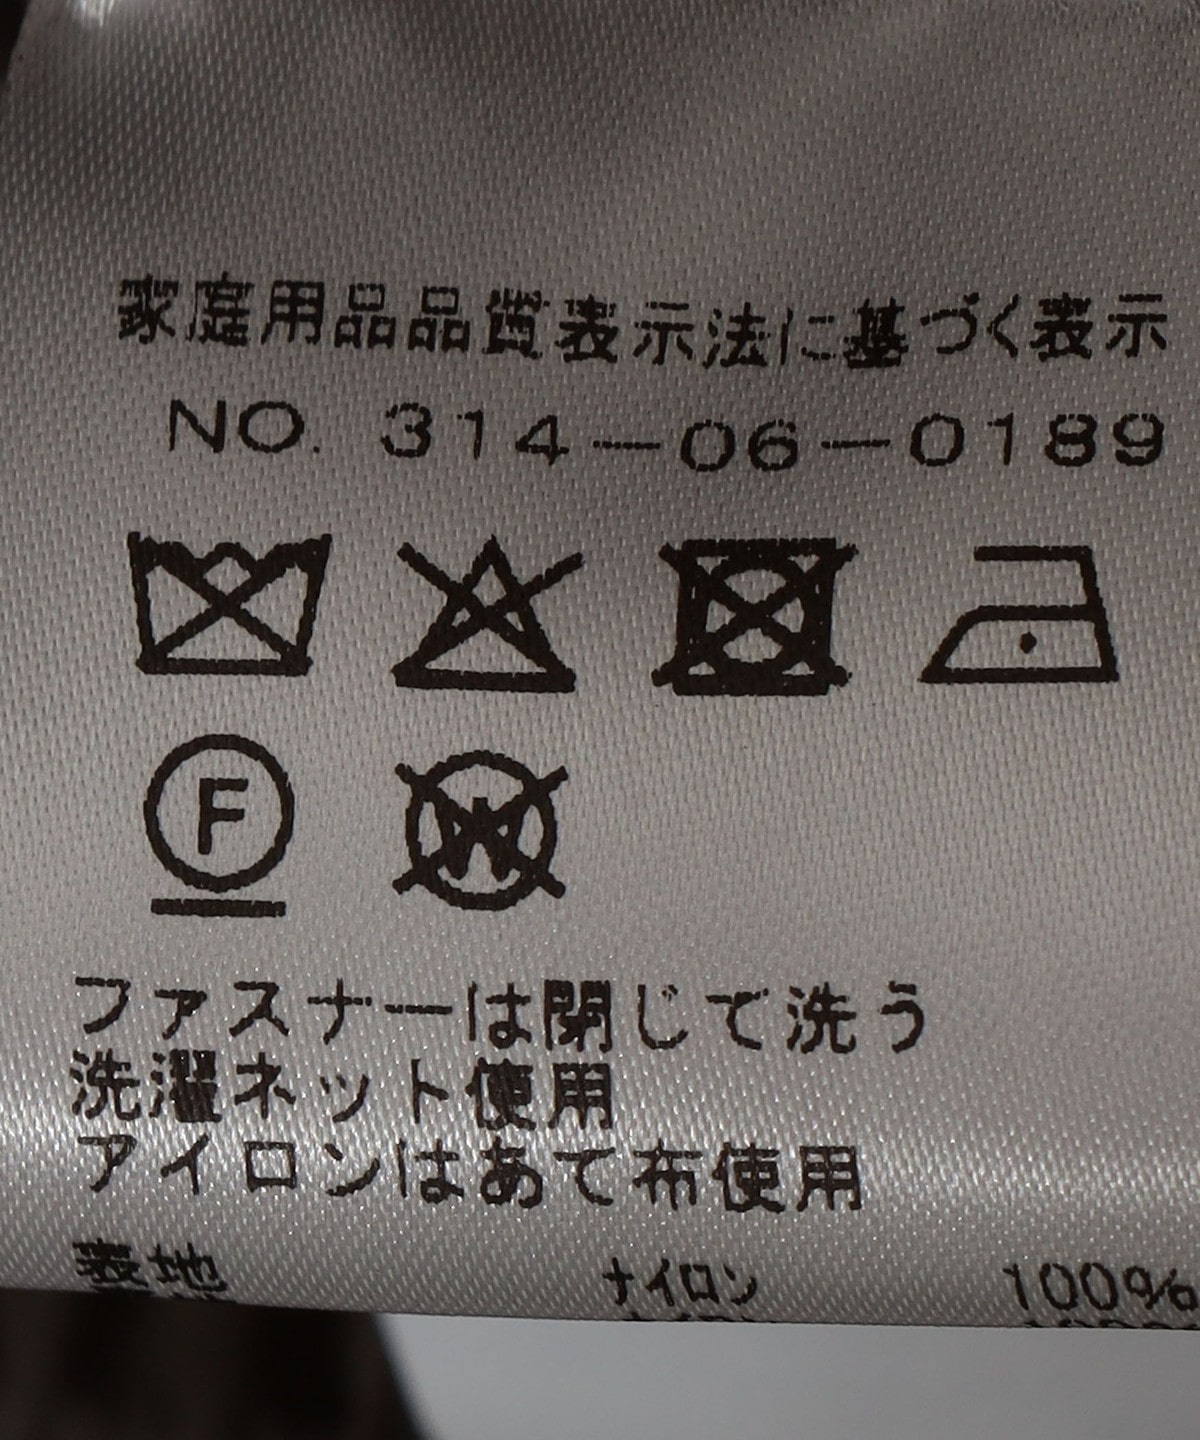 家庭用品品質表示法に基づく表示
NO. 314-06-0189
F W
ファスナーは閉じて洗う
洗濯ネット使用
アイロンはあて布使用
表地 ナイロン 100%